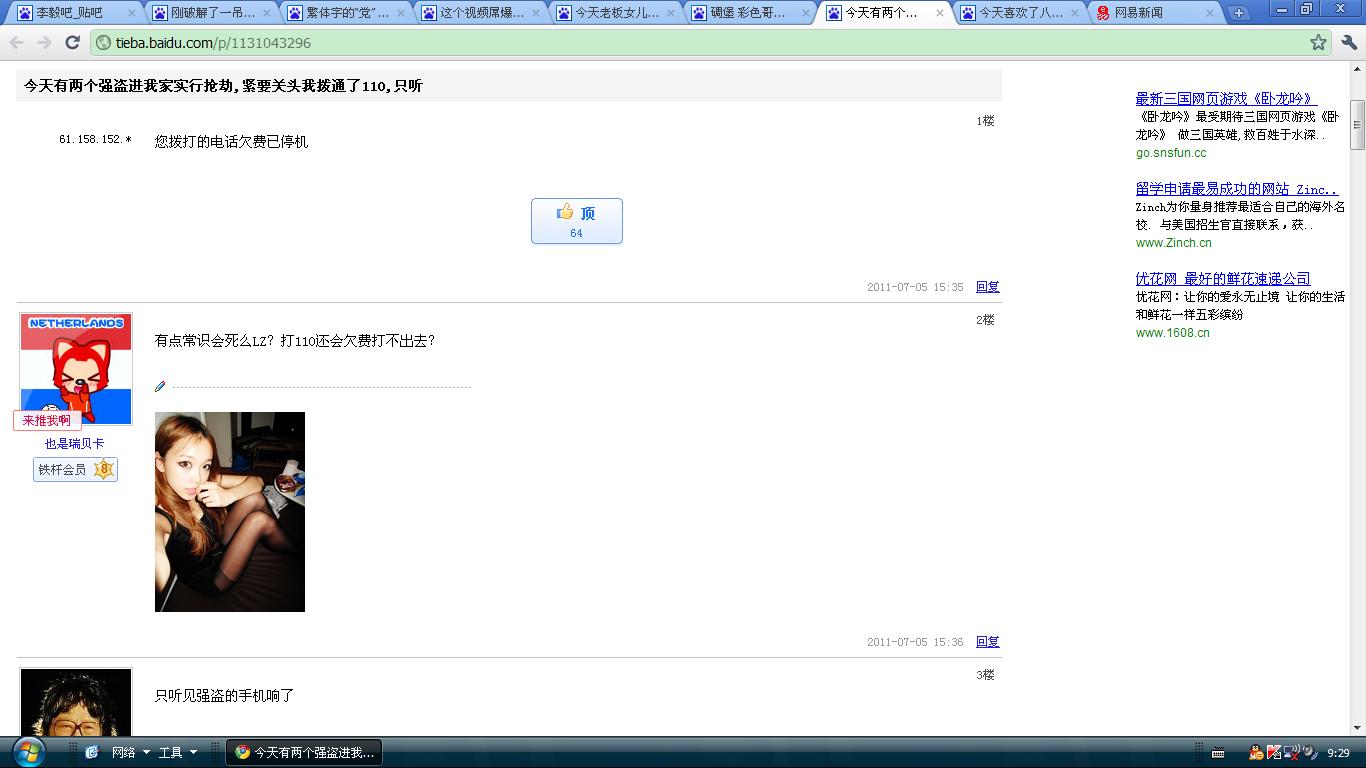 李毅吧_贴吧
刚破解了一吊...
繁体字的“党”...
这个视频屌爆...
今天老板女儿...
碉堡 彩色哥...
今天有两个...
今天喜欢了八...
网易新闻
tieba.baidu.com/p/1131043296
今天有两个强盗进我家实行抢劫,紧要关头我拨通了110,只听
1楼
61.158.152.*
您拨打的电话欠费已停机
顶
64
2011-07-05 15:35 回复
2楼
NETHERLANDS
有点常识会死么LZ？打110还会欠费打不出去？
来推我啊
也是瑞贝卡
铁杆会员 8
2011-07-05 15:36 回复
3楼
只听见强盗的手机响了
最新三国网页游戏《卧龙吟》
《卧龙吟》最受期待三国网页游戏《卧
龙吟》 做三国英雄,救百姓于水深..
go.snsfun.cc
留学申请最易成功的网站 Zinc..
Zinch为你量身推荐最适合自己的海外名
校. 与美国招生官直接联系，获..
www.Zinch.cn
优花网 最好的鲜花速递公司
优花网：让你的爱永无止境 让你的生活
和鲜花一样五彩缤纷
www.1608.cn
网络 工具
今天有两个强盗进我...
9:29